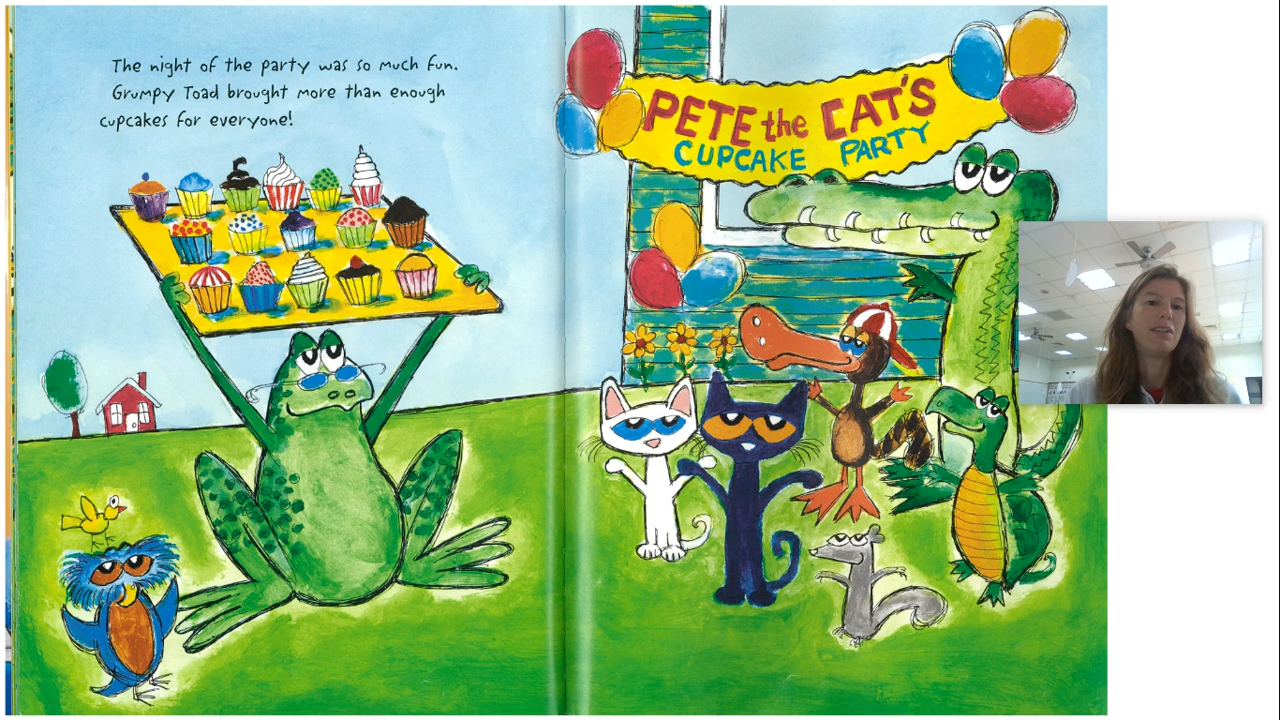 The night of the party was so much fun.
Grumpy Toad brought more than enough
cupcakes for everyone!
PETE the CAT'S
CUPCAKE PARTY